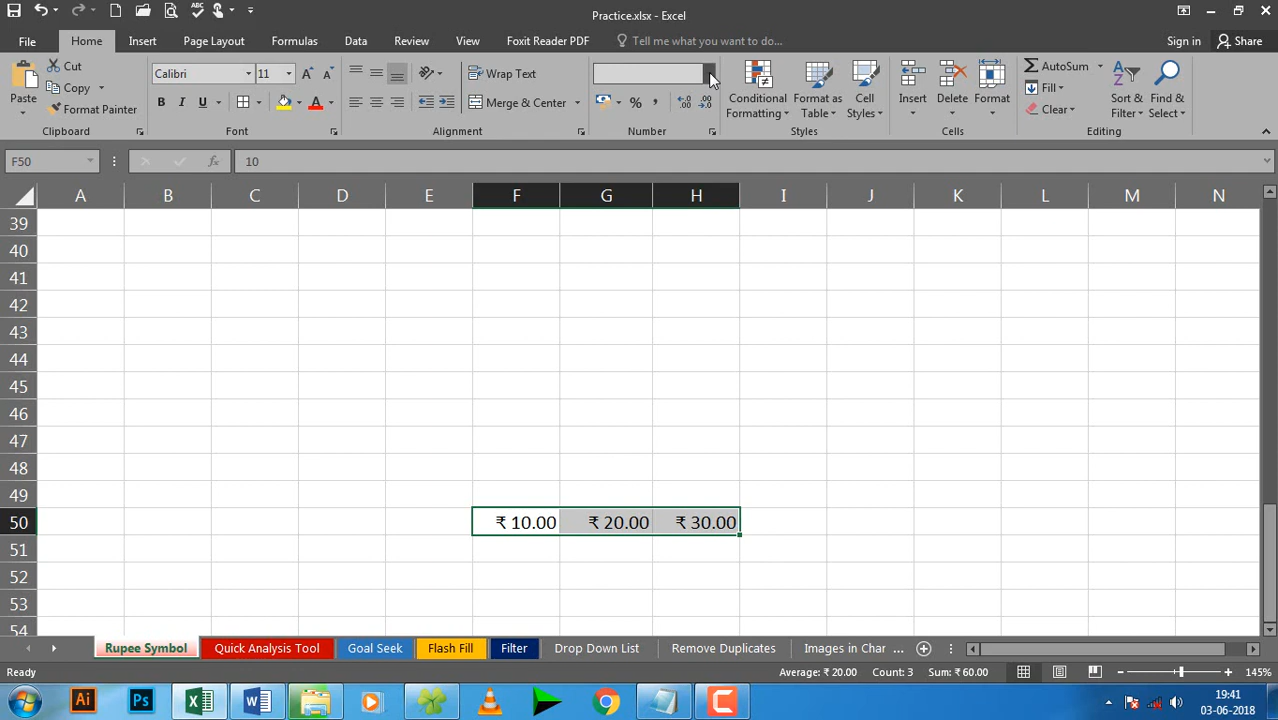 Practice.xlsx - Excel
File Home Insert Page Layout Formulas Data Review View Foxit Reader PDF Tell me what you want to do... Sign in Share
Cut
Copy
Format Painter
Paste
Clipboard
Calibri 11
B I U A
Font
Wrap Text
Merge & Center
Alignment
% ,
Number
Conditional Formatting
Format as Table
Cell Styles
Styles
Insert Delete Format
Cells
AutoSum
Fill
Clear
Sort & Filter
Find & Select
Editing
F50 fx 10
A B C D E F G H I J K L M N
39
40
41
42
43
44
45
46
47
48
49
50 ₹ 10.00 ₹ 20.00 ₹ 30.00
51
52
53
54
Rupee Symbol Quick Analysis Tool Goal Seek Flash Fill Filter Drop Down List Remove Duplicates Images in Char ...
Ready Average: ₹ 20.00 Count: 3 Sum: ₹ 60.00 145%
Ai Ps
19:41
03-06-2018